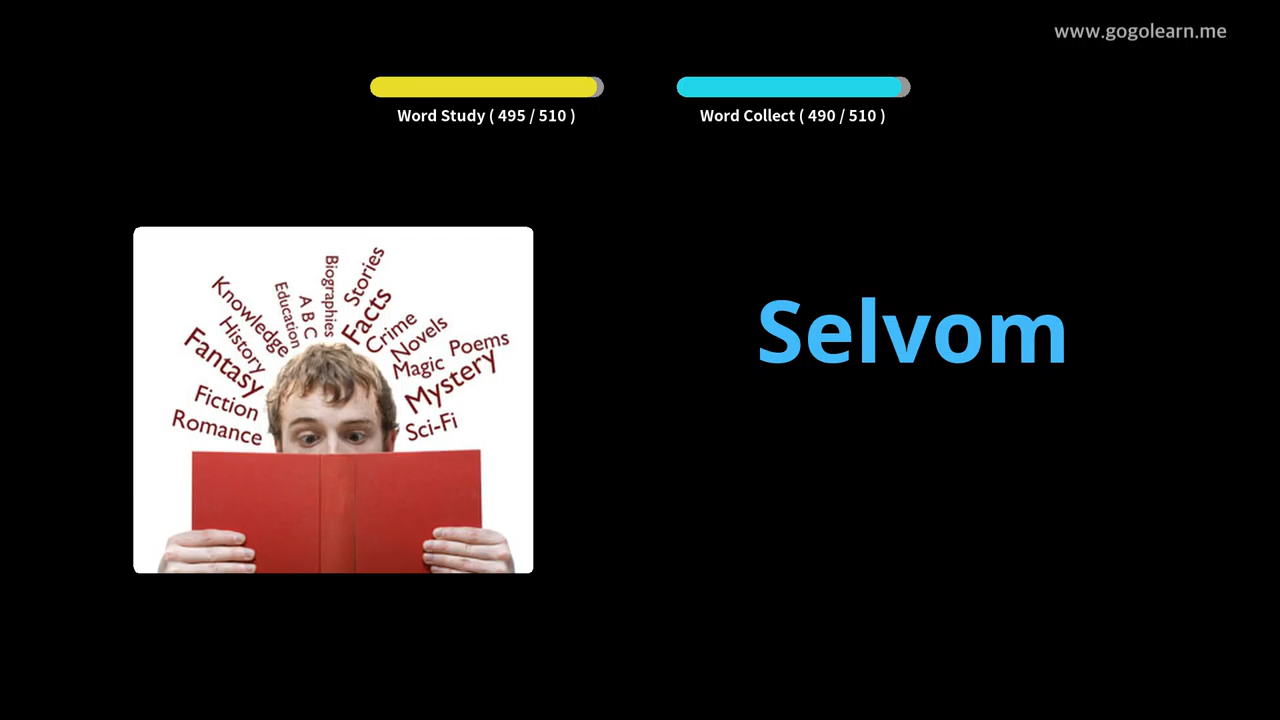 www.gogolearn.me
Word Study ( 495 / 510 )
Word Collect ( 490 / 510 )
Selvom
Romance
Fiction
Fantasy
History
Knowledge
Education
A B C
Biographies
Stories
Facts
Crime
Novels
Magic
Poems
Mystery
Sci-Fi